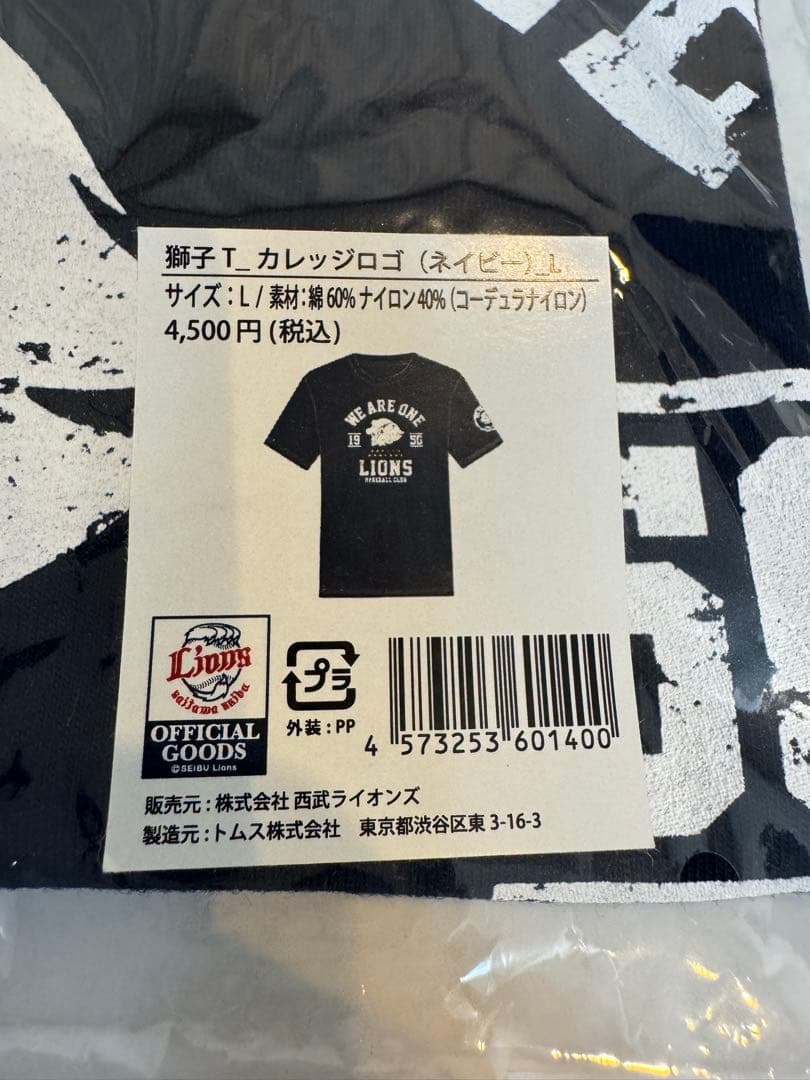 獅子T_カレッジロゴ（ネイビー）_L
サイズ：L / 素材：綿60%ナイロン40%（コーデュラナイロン）
4,500円(税込)
WE ARE ONE
19 50
LIONS
BASEBALL CLUB
Lions
OFFICIAL
GOODS
©SEIBU Lions
プラ
外装：PP
4 573253 601400
販売元：株式会社 西武ライオンズ
製造元：トムス株式会社　東京都渋谷区東 3-16-3